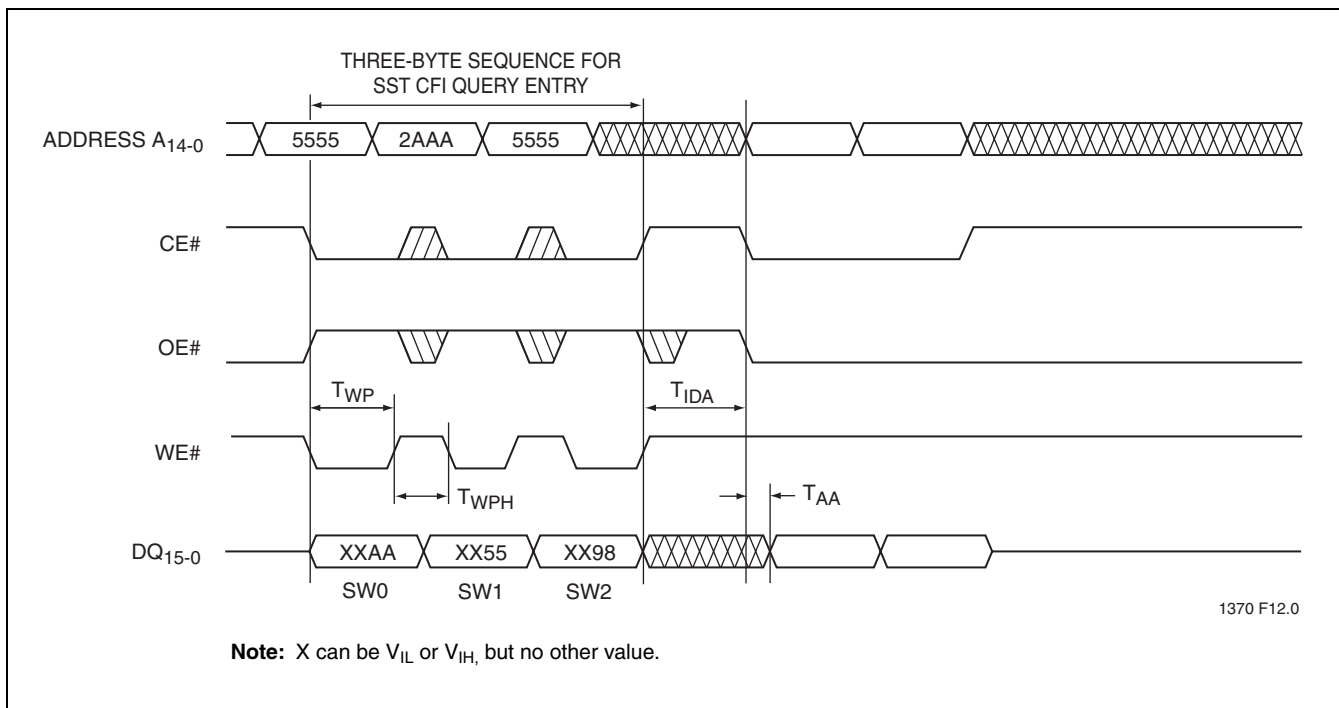 THREE-BYTE SEQUENCE FOR
SST CFI QUERY ENTRY
ADDRESS A14-0
5555 2AAA 5555
CE#
OE#
TWP TIDA
WE#
TWPH TAA
DQ15-0
XXAA XX55 XX98
SW0 SW1 SW2
1370 F12.0
Note: X can be VIL or VIH, but no other value.